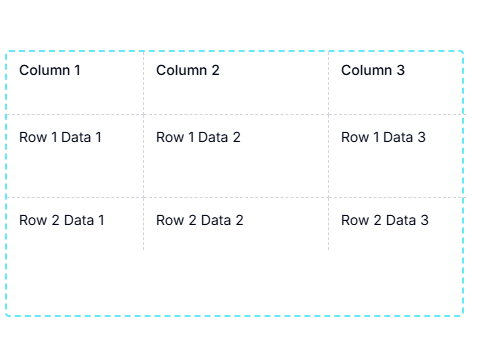 Column 1 Column 2 Column 3
Row 1 Data 1 Row 1 Data 2 Row 1 Data 3
Row 2 Data 1 Row 2 Data 2 Row 2 Data 3